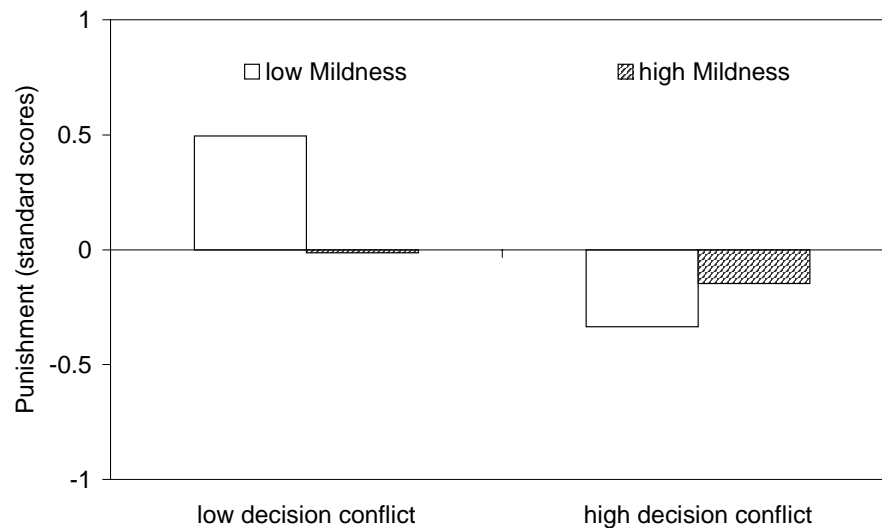 1
low Mildness
high Mildness
0.5
Punishment (standard scores)
0
-0.5
-1
low decision conflict
high decision conflict